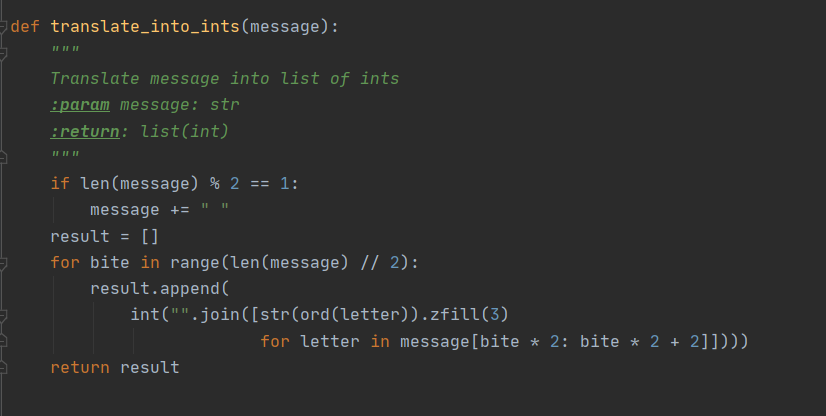 def translate_into_ints(message):
    """
    Translate message into list of ints
    :param message: str
    :return: list(int)
    """
    if len(message) % 2 == 1:
        message += " "
    result = []
    for bite in range(len(message) // 2):
        result.append(
            int("".join([str(ord(letter)).zfill(3)
                         for letter in message[bite * 2: bite * 2 + 2]])))
    return result